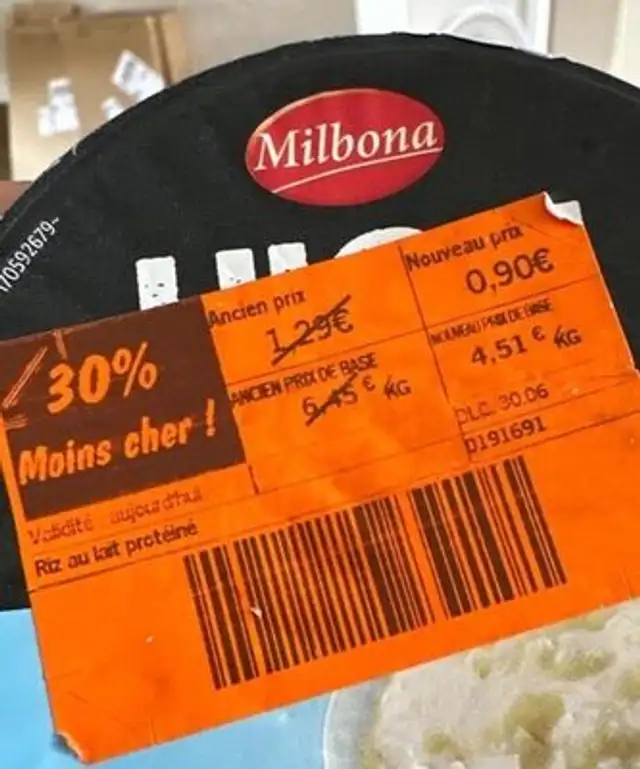 Milbona
170592679-
Ancien prix
1,29€
Nouveau prix
0,90€
30%
Moins cher !
ANCIEN PRIX DE BASE
6,45 € KG
NOUVEAU PRIX DE BASE
4,51 € KG
DLC 30.06
0191691
Validité aujourd'hui
Riz au lait protéiné